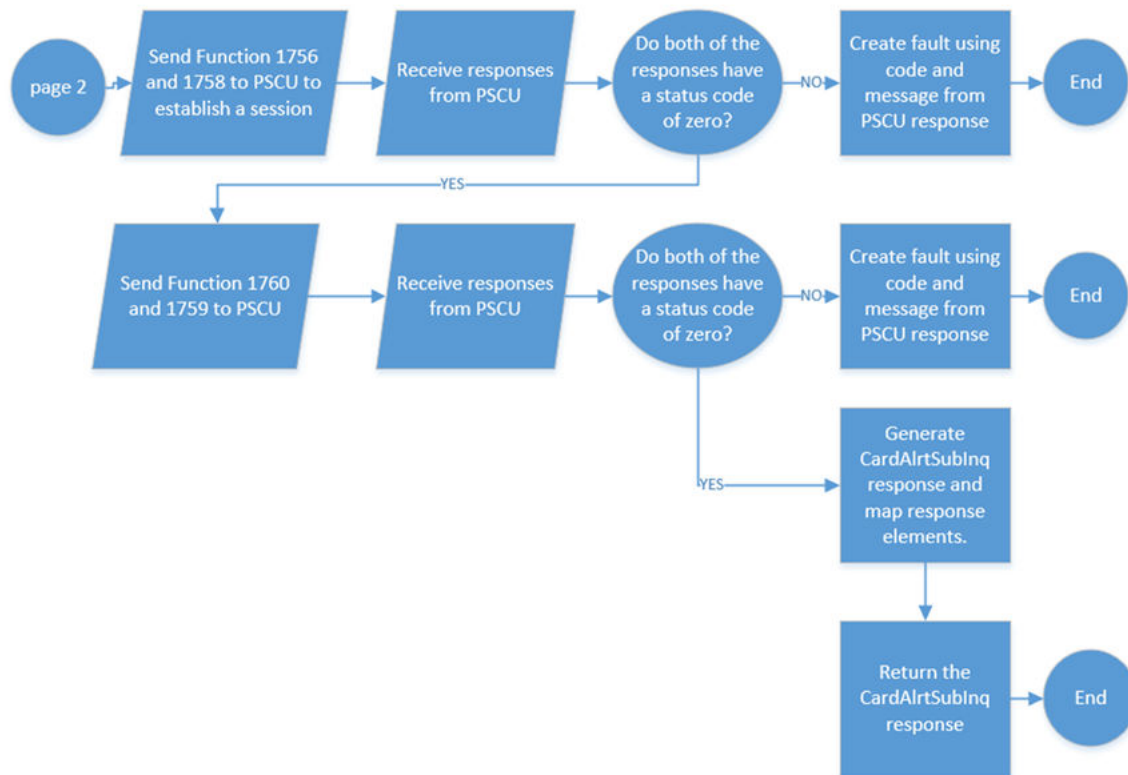 page 2
Send Function 1756
and 1758 to PSCU to
establish a session
Receive responses
from PSCU
Do both of the
responses have
a status code
of zero?
NO
Create fault using
code and
message from
PSCU response
End
YES
Send Function 1760
and 1759 to PSCU
Receive responses
from PSCU
Do both of the
responses have
a status code
of zero?
NO
Create fault using
code and
message from
PSCU response
End
YES
Generate
CardAlrtSubInq
response and
map response
elements.
Return the
CardAlrtSubInq
response
End